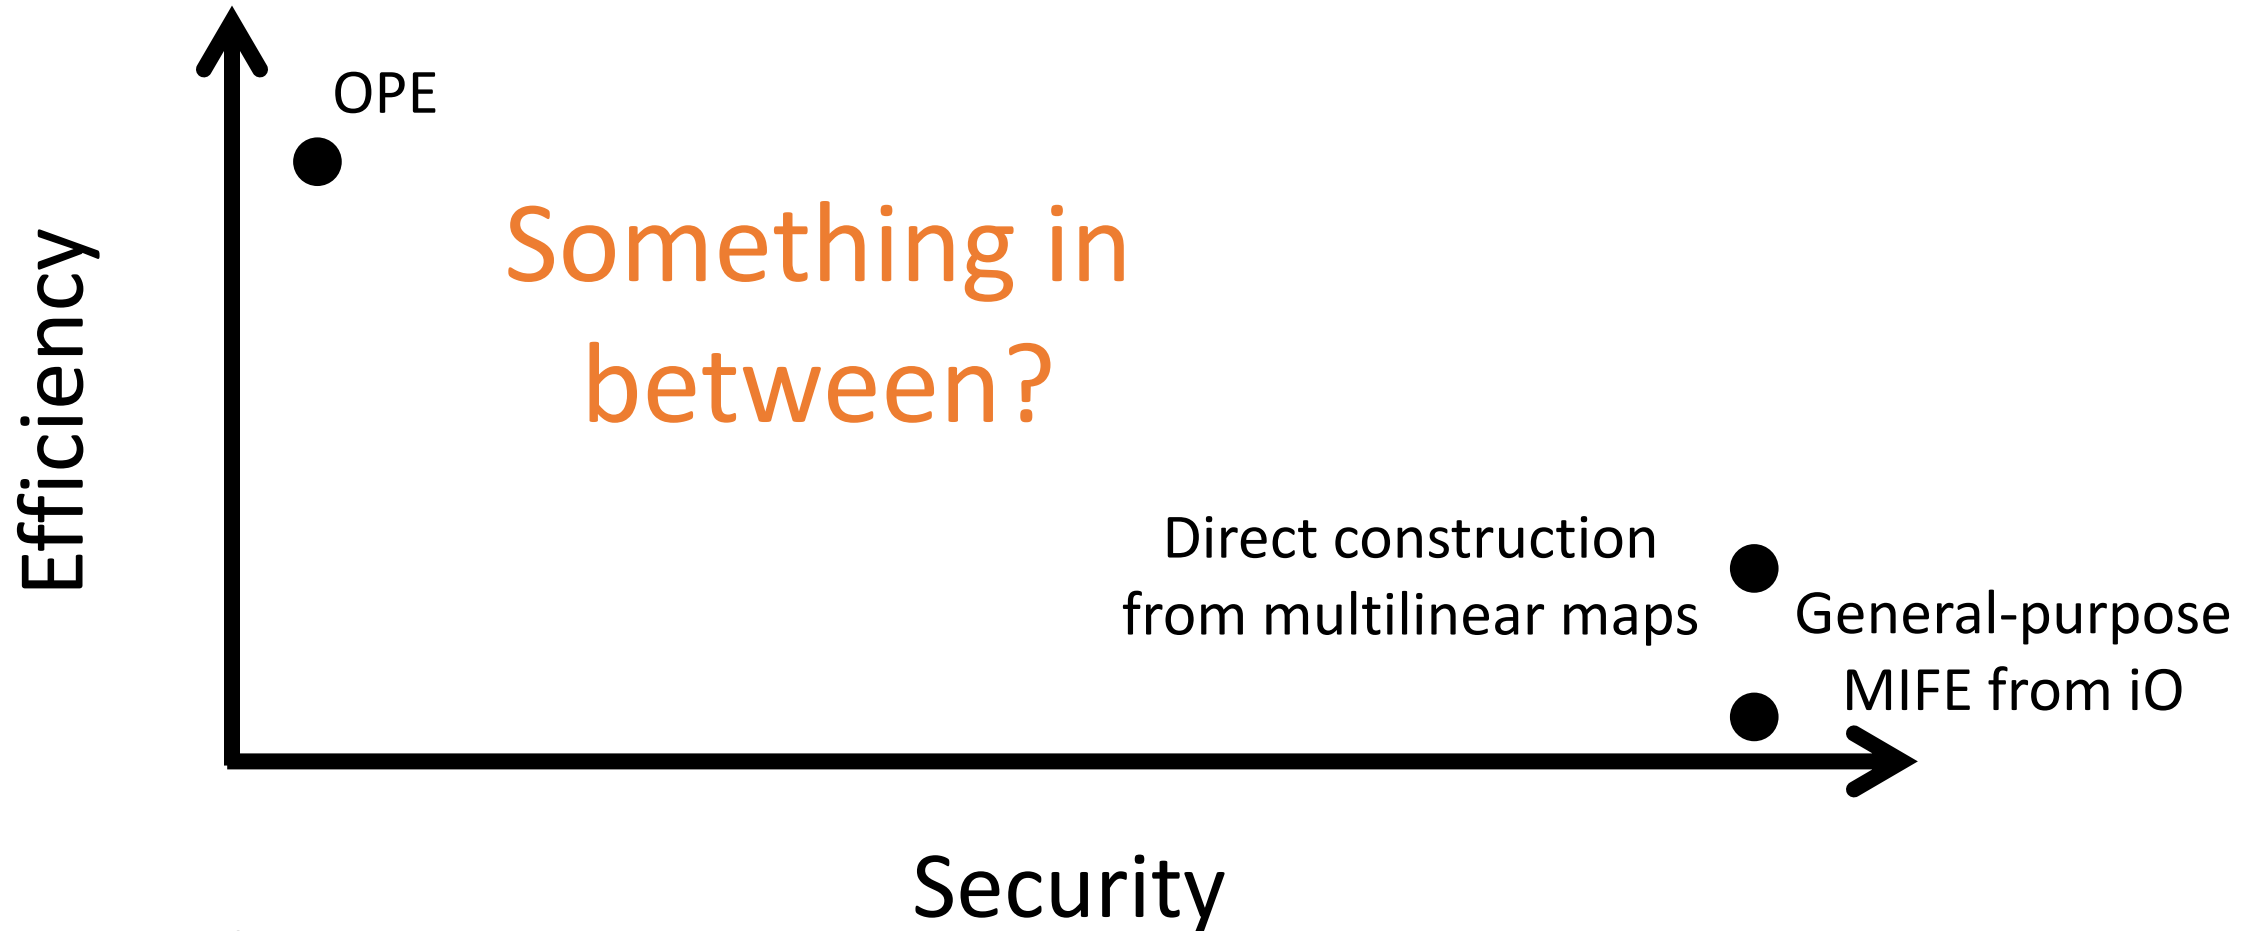 OPE
Something in
between?
Efficiency
Direct construction
from multilinear maps
General-purpose
MIFE from iO
Security